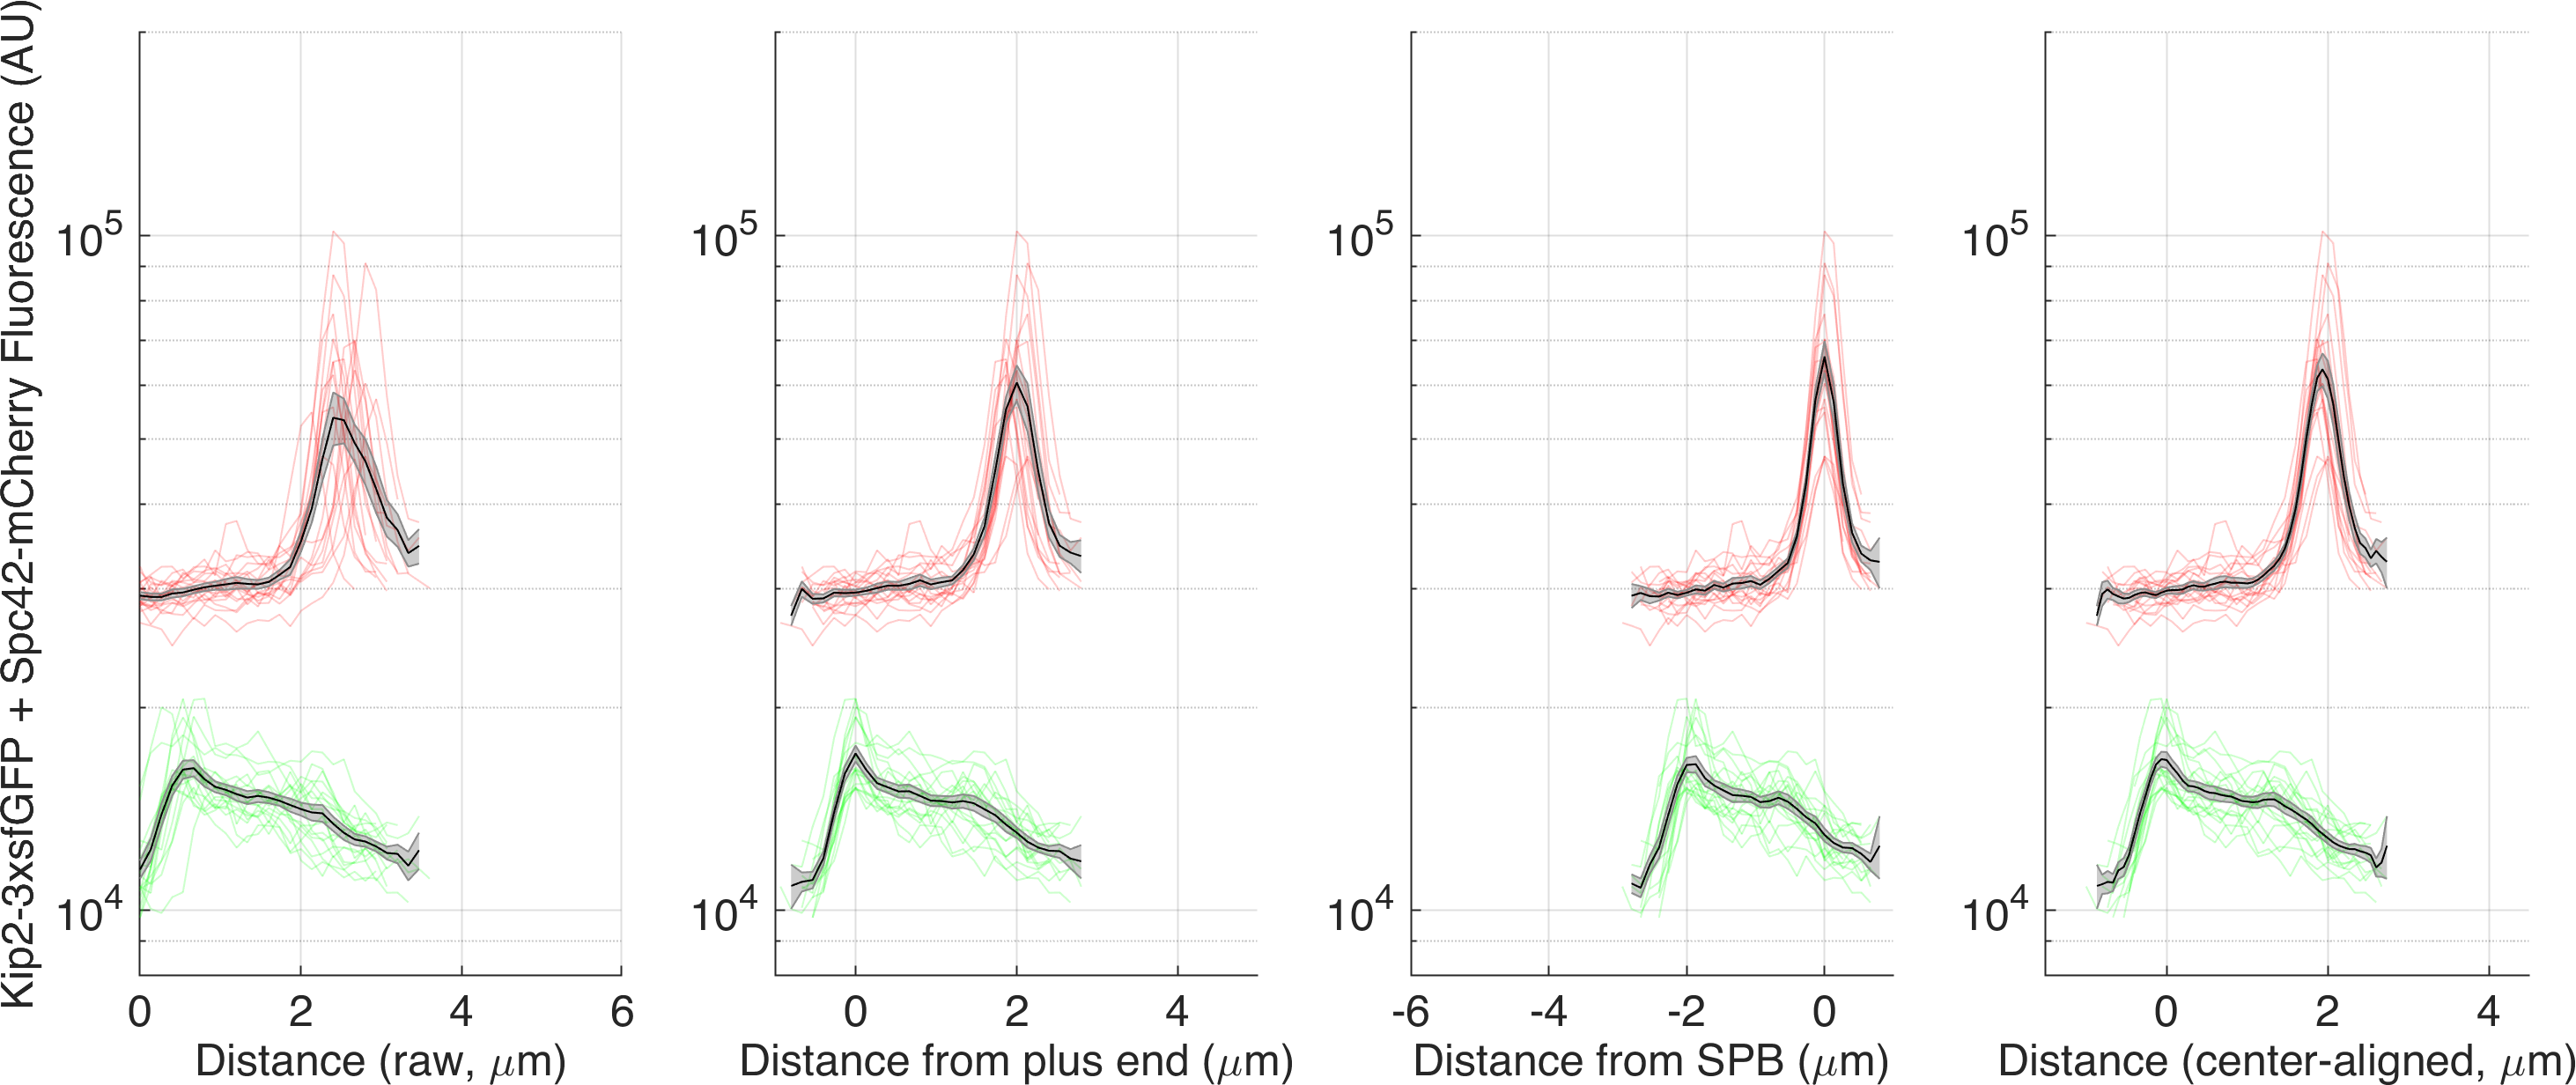 Kip2-3xsfGFP + Spc42-mCherry Fluorescence (AU)
10^5
10^4
0 2 4 6
Distance (raw, μm)
10^5
10^4
0 2 4
Distance from plus end (μm)
10^5
10^4
-6 -4 -2 0
Distance from SPB (μm)
10^5
10^4
0 2 4
Distance (center-aligned, μm)